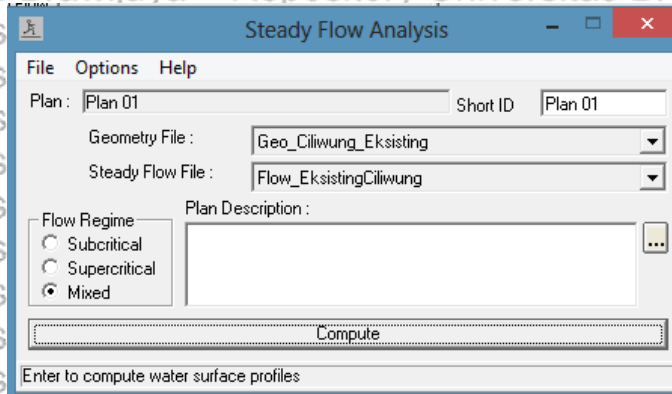 Steady Flow Analysis
File Options Help
Plan : Plan 01 Short ID Plan 01
Geometry File : Geo_Ciliwung_Eksisting
Steady Flow File : Flow_EksistingCiliwung
Flow Regime Plan Description :
Subcritical
Supercritical
Mixed
...
Compute
Enter to compute water surface profiles